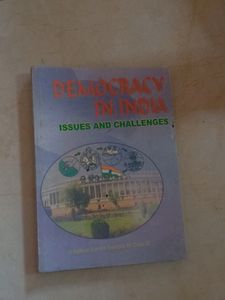 DEMOCRACY
IN INDIA
ISSUES AND CHALLENGES